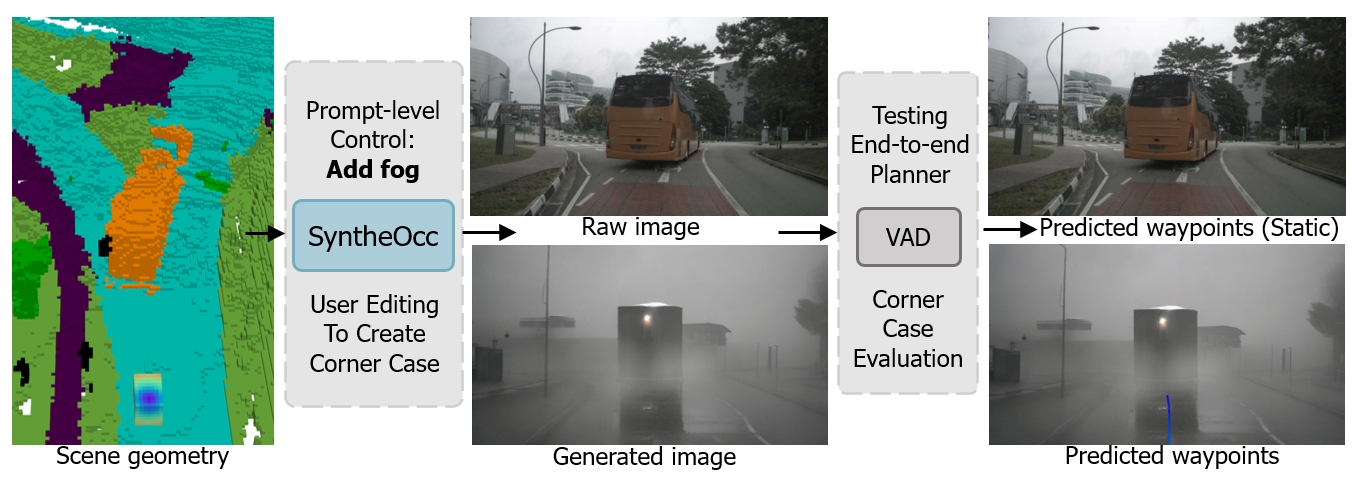 Prompt-level
Control:
Add fog
SyntheOcc
User Editing
To Create
Corner Case
Scene geometry
Raw image
Generated image
Testing
End-to-end
Planner
VAD
Corner
Case
Evaluation
Predicted waypoints (Static)
Predicted waypoints